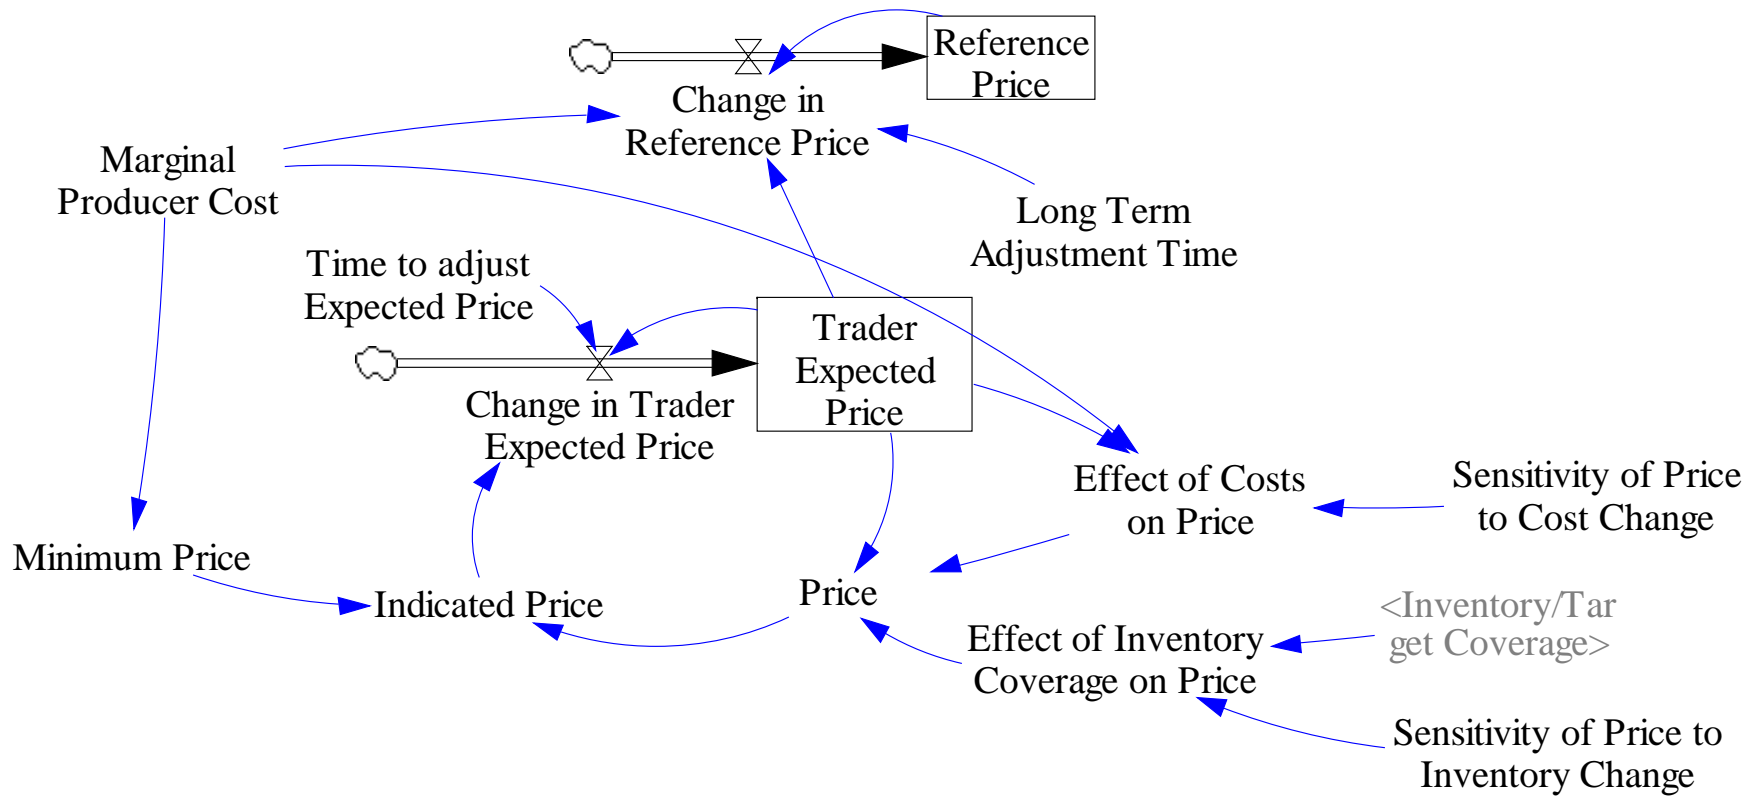 Reference
Price
Change in
Reference Price
Marginal
Producer Cost
Long Term
Adjustment Time
Time to adjust
Expected Price
Trader
Expected
Price
Change in Trader
Expected Price
Effect of Costs
on Price
Sensitivity of Price
to Cost Change
Minimum Price
Indicated Price
Price
<Inventory/Tar
get Coverage>
Effect of Inventory
Coverage on Price
Sensitivity of Price to
Inventory Change